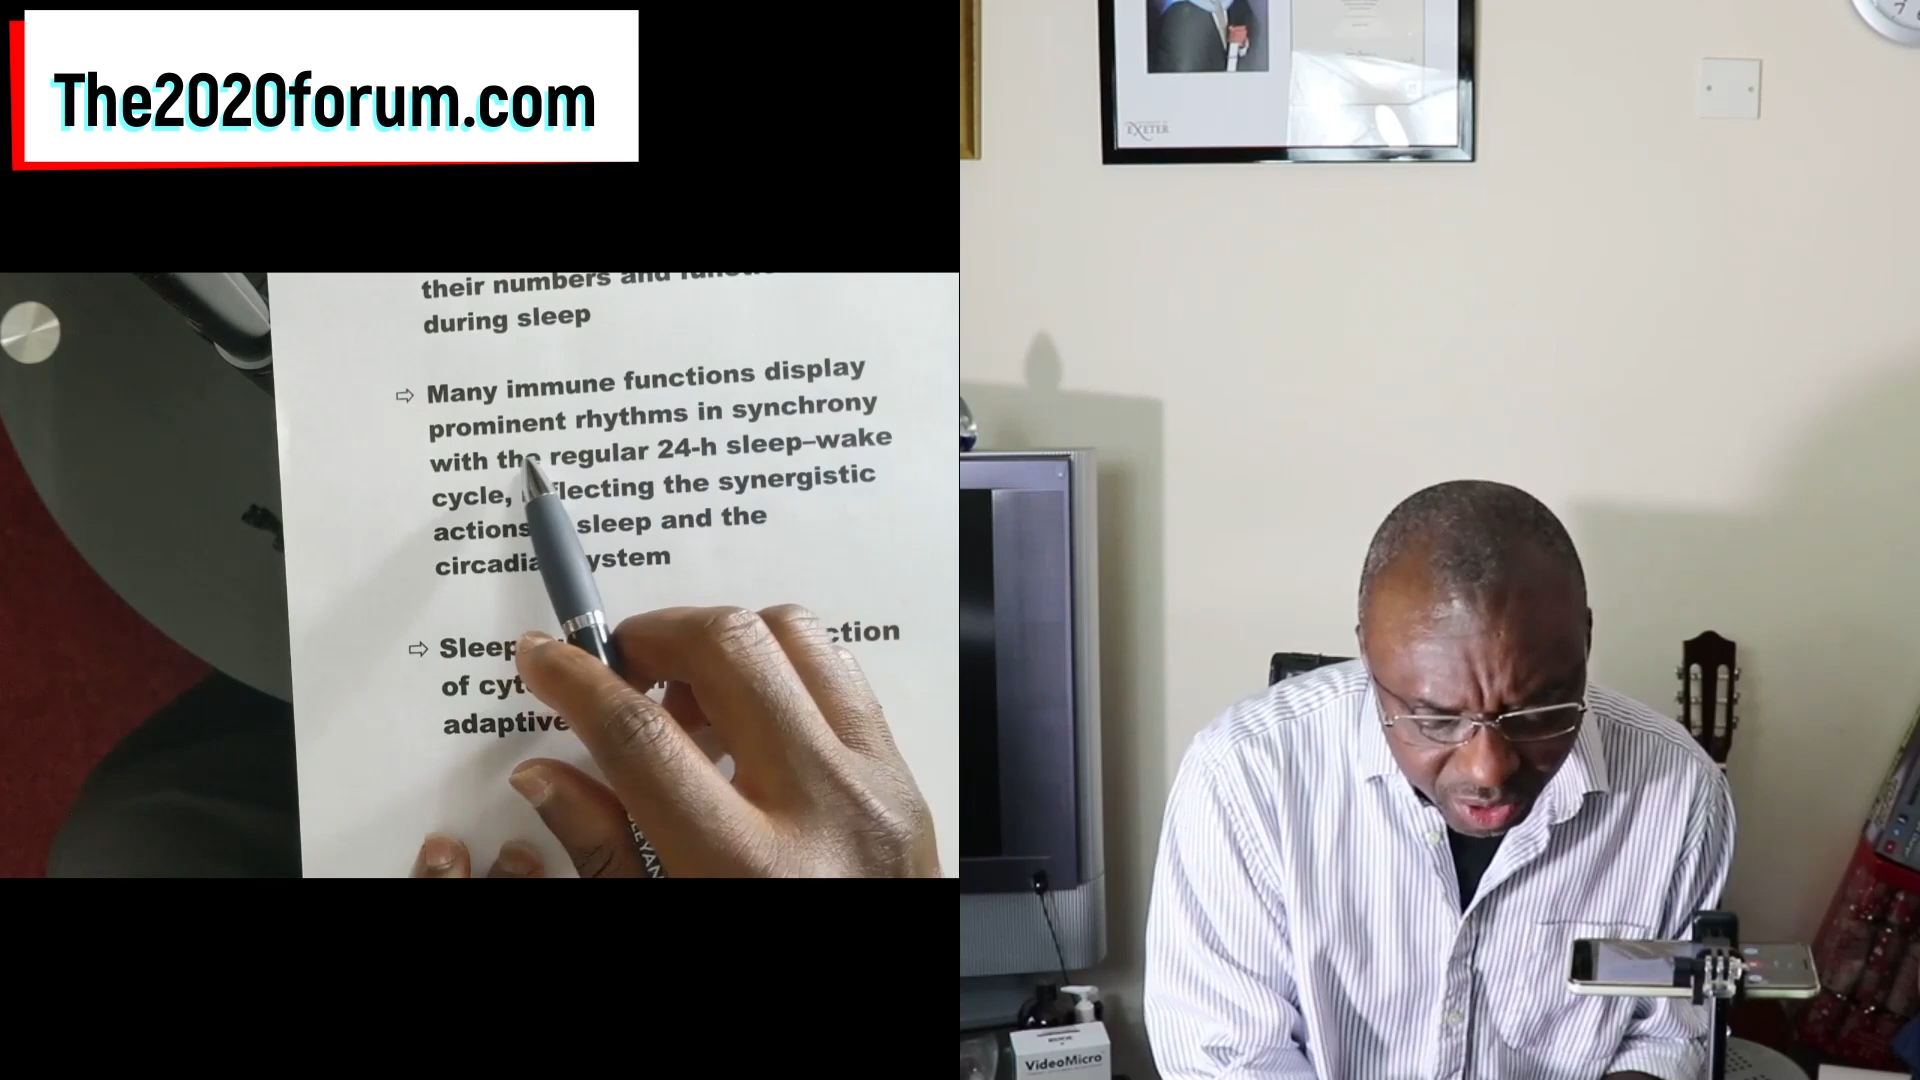 The2020forum.com
their numbers and
during sleep
⇨ Many immune functions display
prominent rhythms in synchrony
with the regular 24-h sleep–wake
cycle, flecting the synergistic
actions sleep and the
circadia ystem
⇨ Sleep ction
of cyt
adaptive
EXETER
VideoMicro